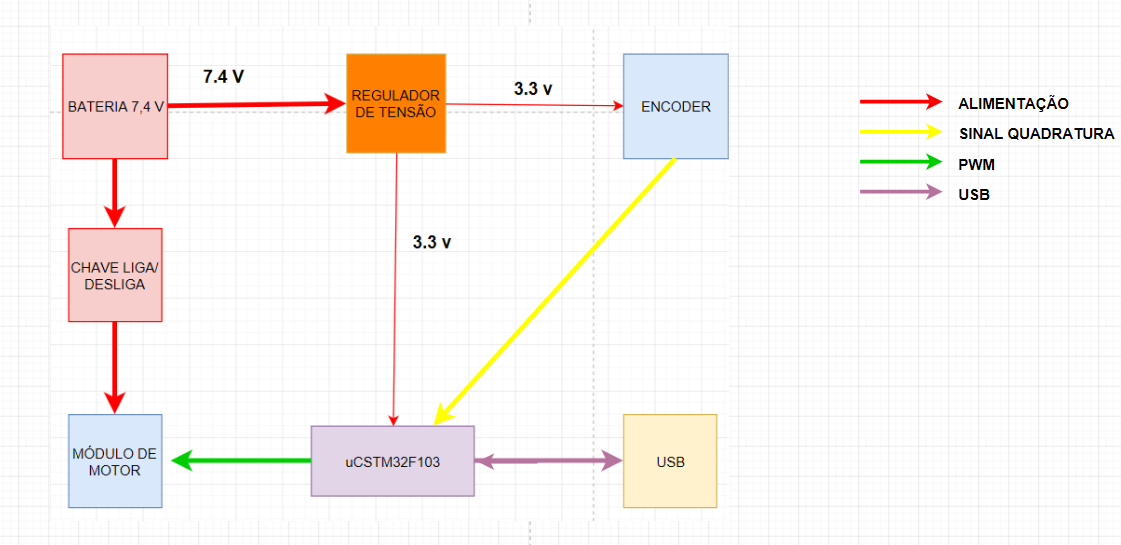 7.4 V
BATERIA 7,4 V
REGULADOR
DE TENSÃO
3.3 v
ENCODER
ALIMENTAÇÃO
SINAL QUADRATURA
PWM
USB
3.3 v
CHAVE LIGA/
DESLIGA
MÓDULO DE
MOTOR
uCSTM32F103
USB